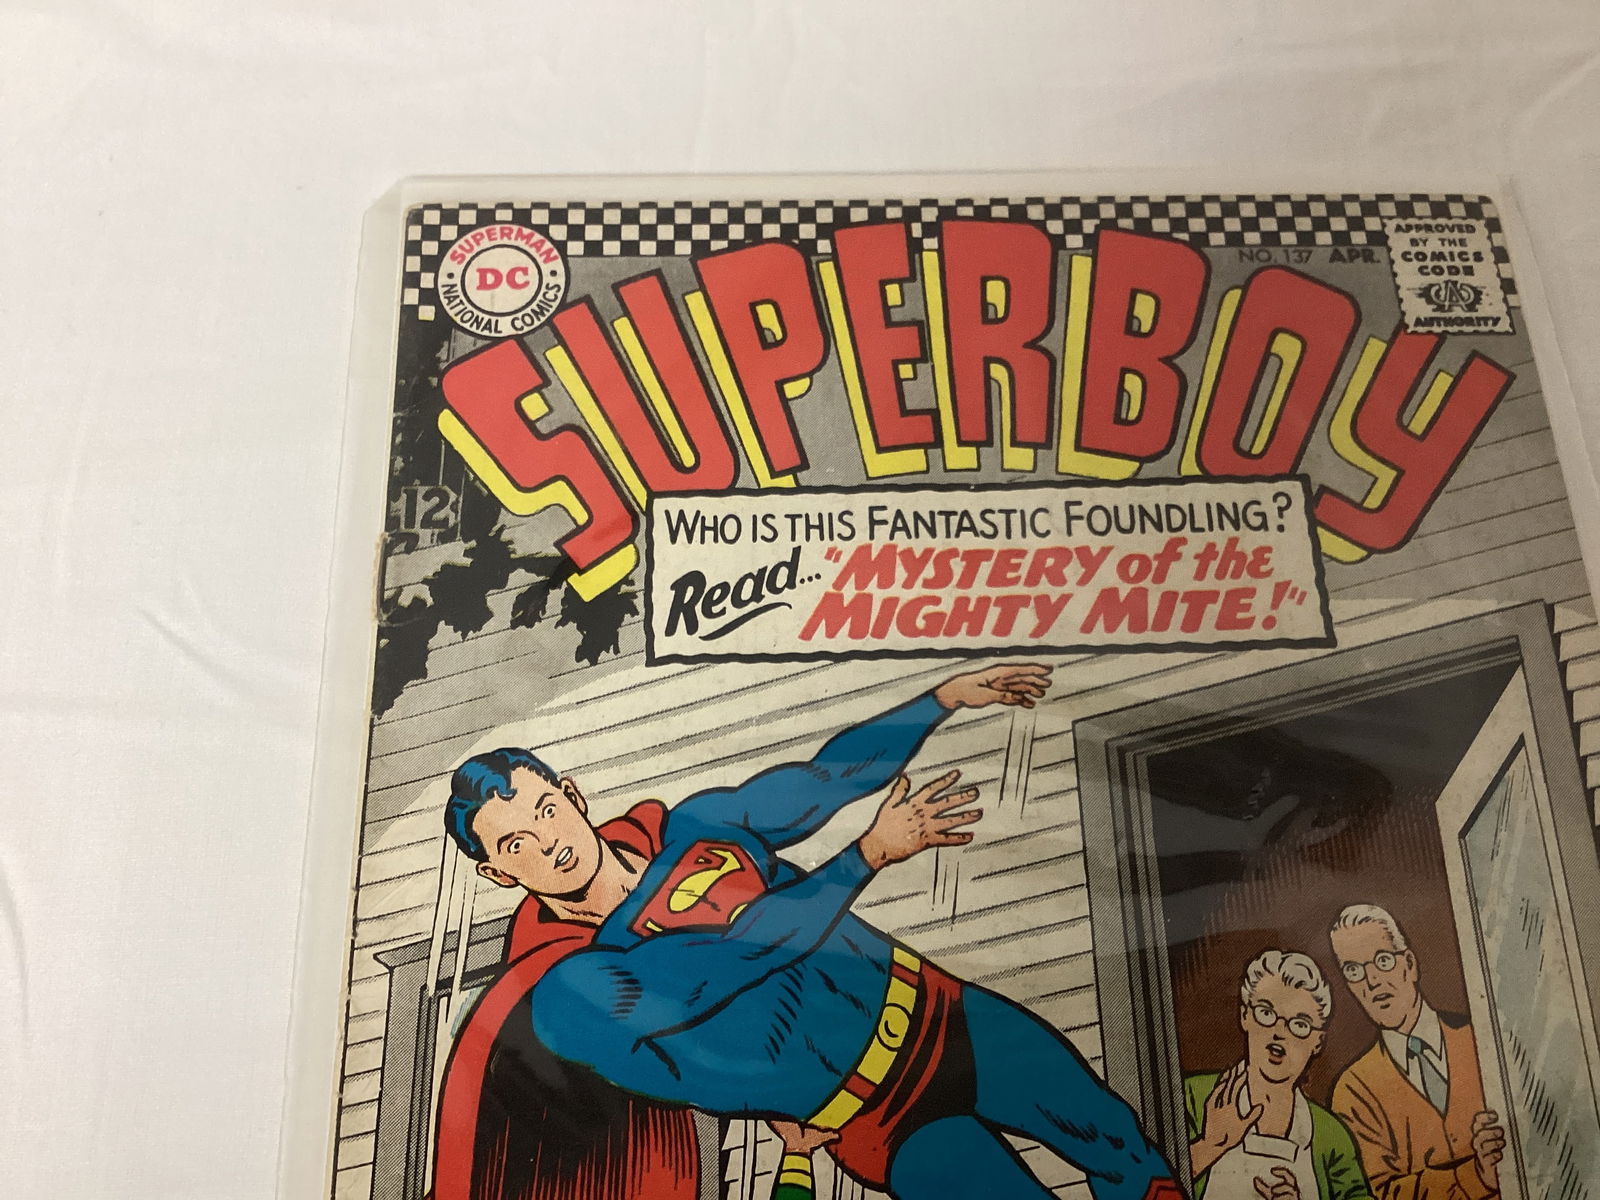 SUPERMAN
DC
NATIONAL COMICS
SUPERBOY
NO. 137 APR.
APPROVED
BY THE
COMICS
CODE
CA
AUTHORITY
12
WHO IS THIS FANTASTIC FOUNDLING?
Read... "MYSTERY of the
MIGHTY MITE!"